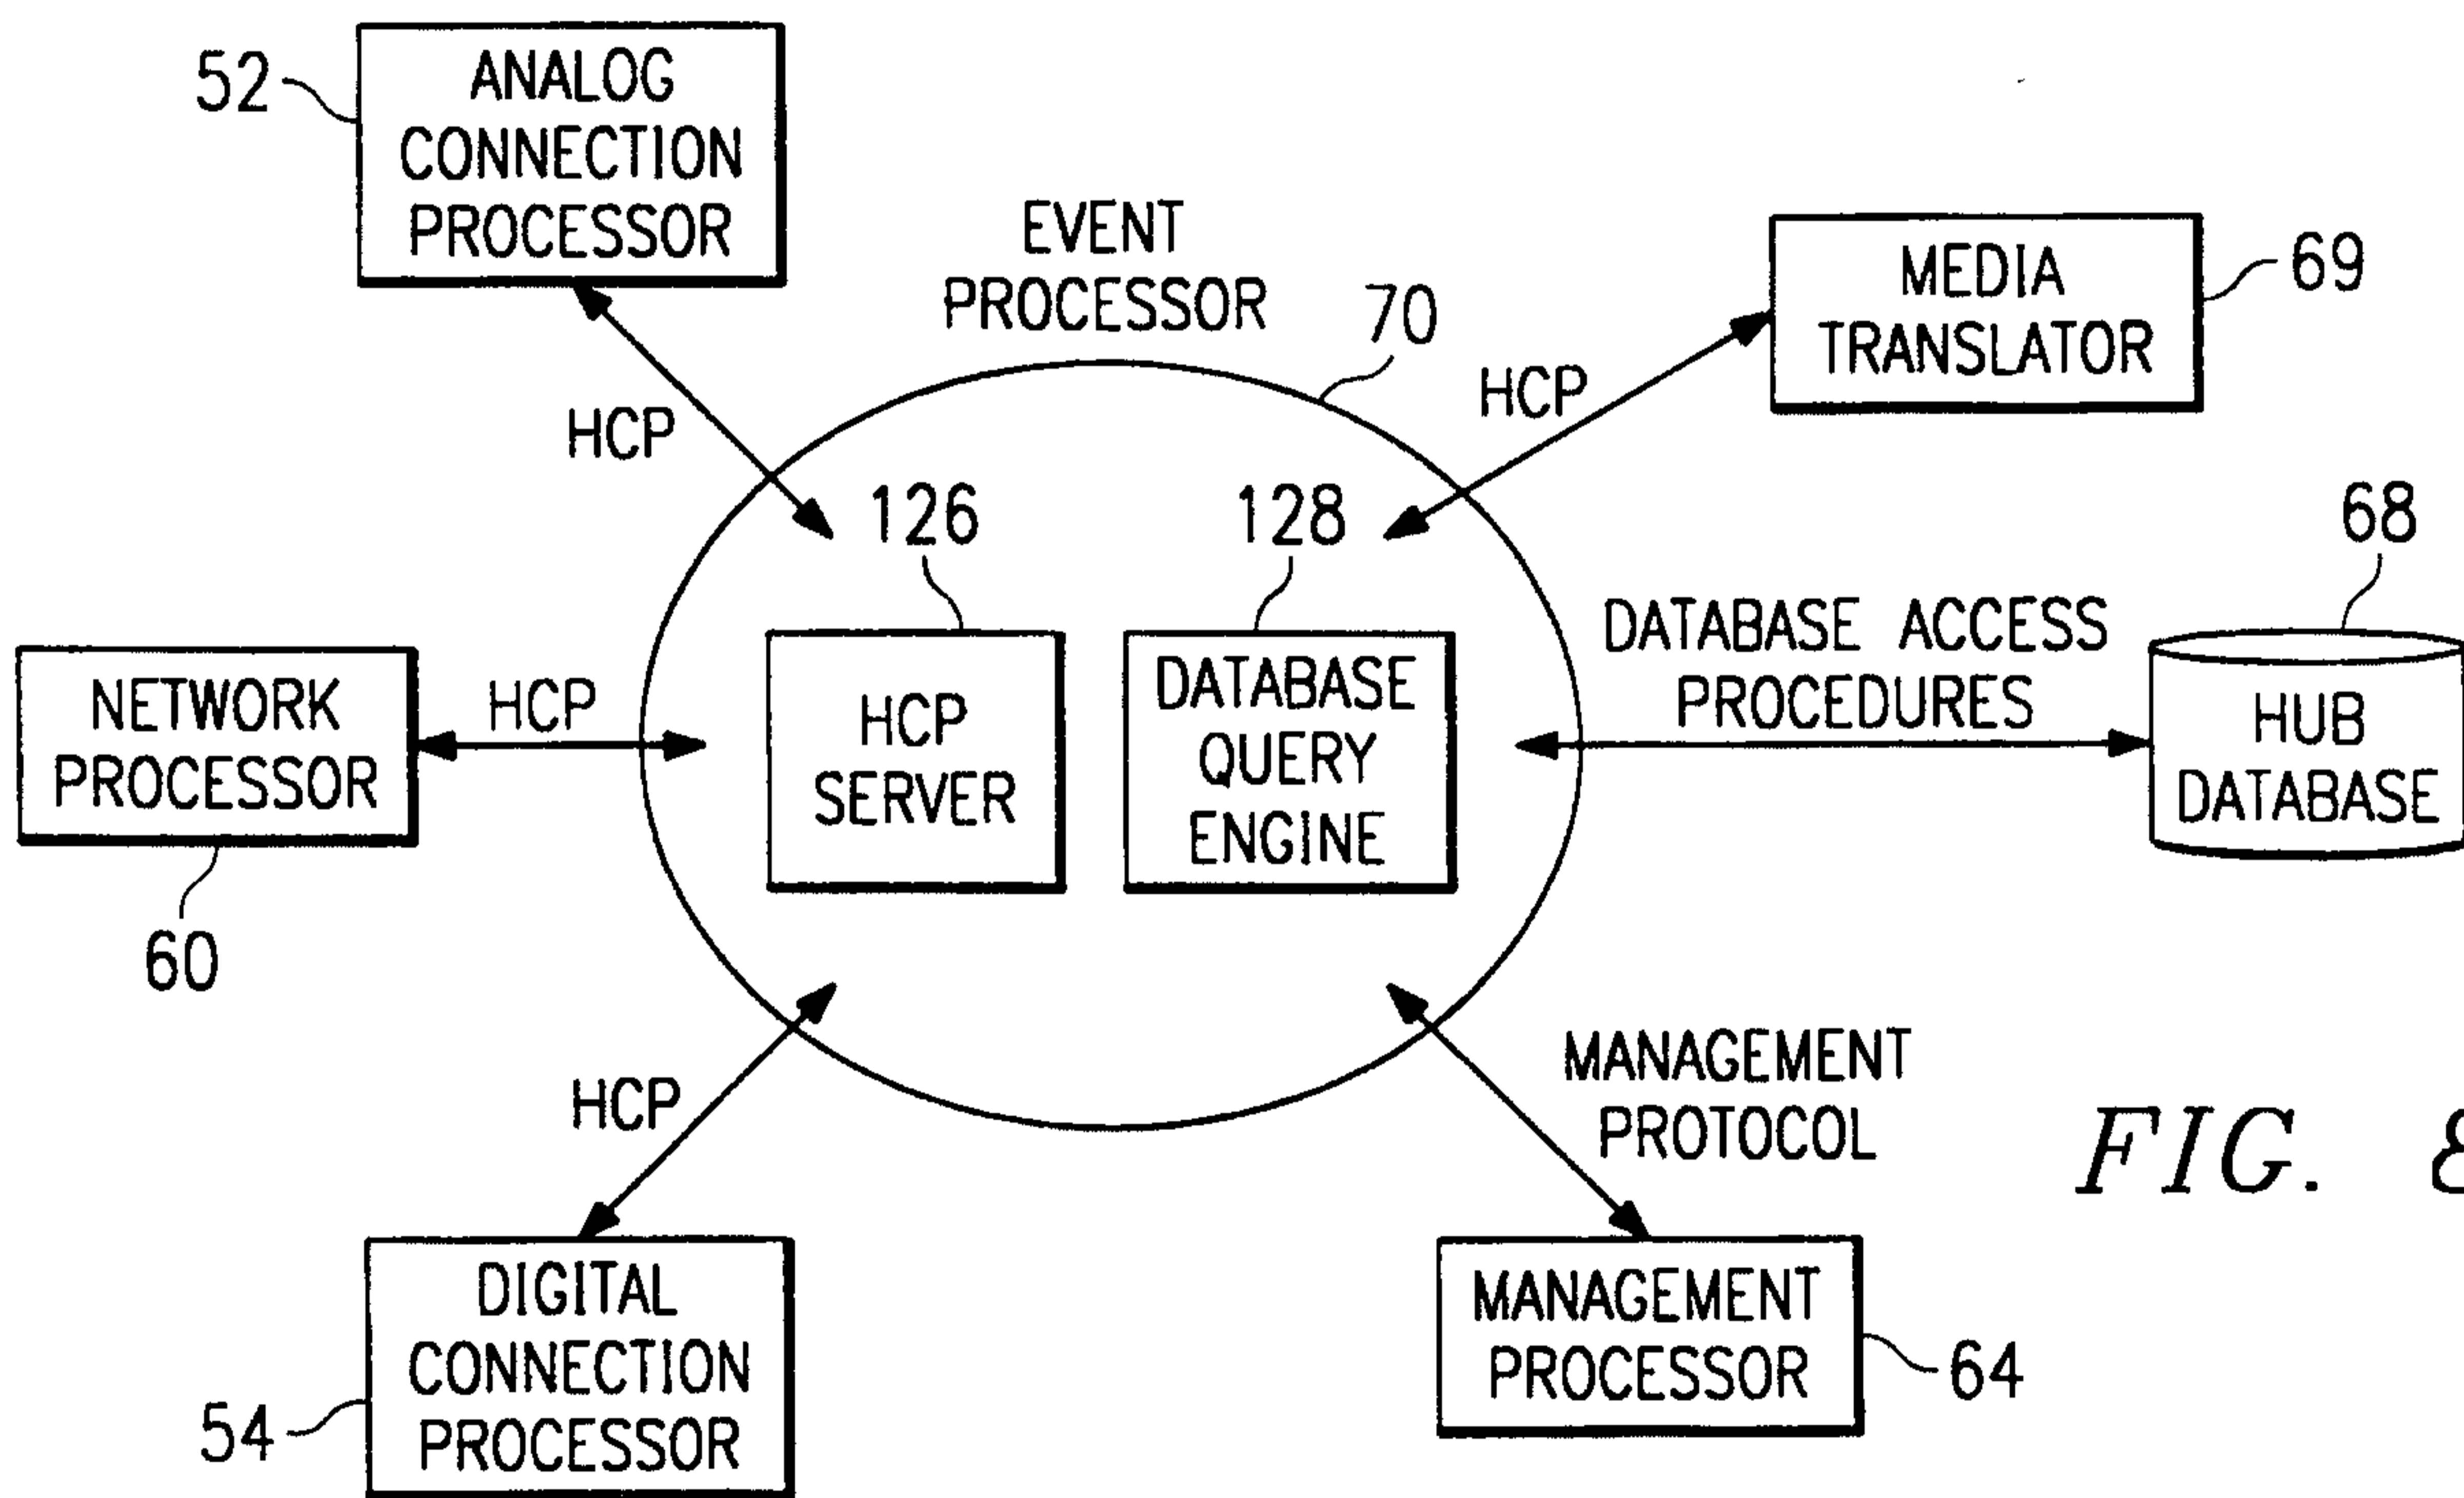 52
ANALOG
CONNECTION
PROCESSOR
EVENT
PROCESSOR
70
MEDIA
TRANSLATOR
69
HCP
HCP
126
128
68
DATABASE ACCESS
PROCEDURES
NETWORK
PROCESSOR
60
HCP
HCP
SERVER
DATABASE
QUERY
ENGINE
HUB
DATABASE
HCP
MANAGEMENT
PROTOCOL
FIG. 8
DIGITAL
CONNECTION
PROCESSOR
54
MANAGEMENT
PROCESSOR
64